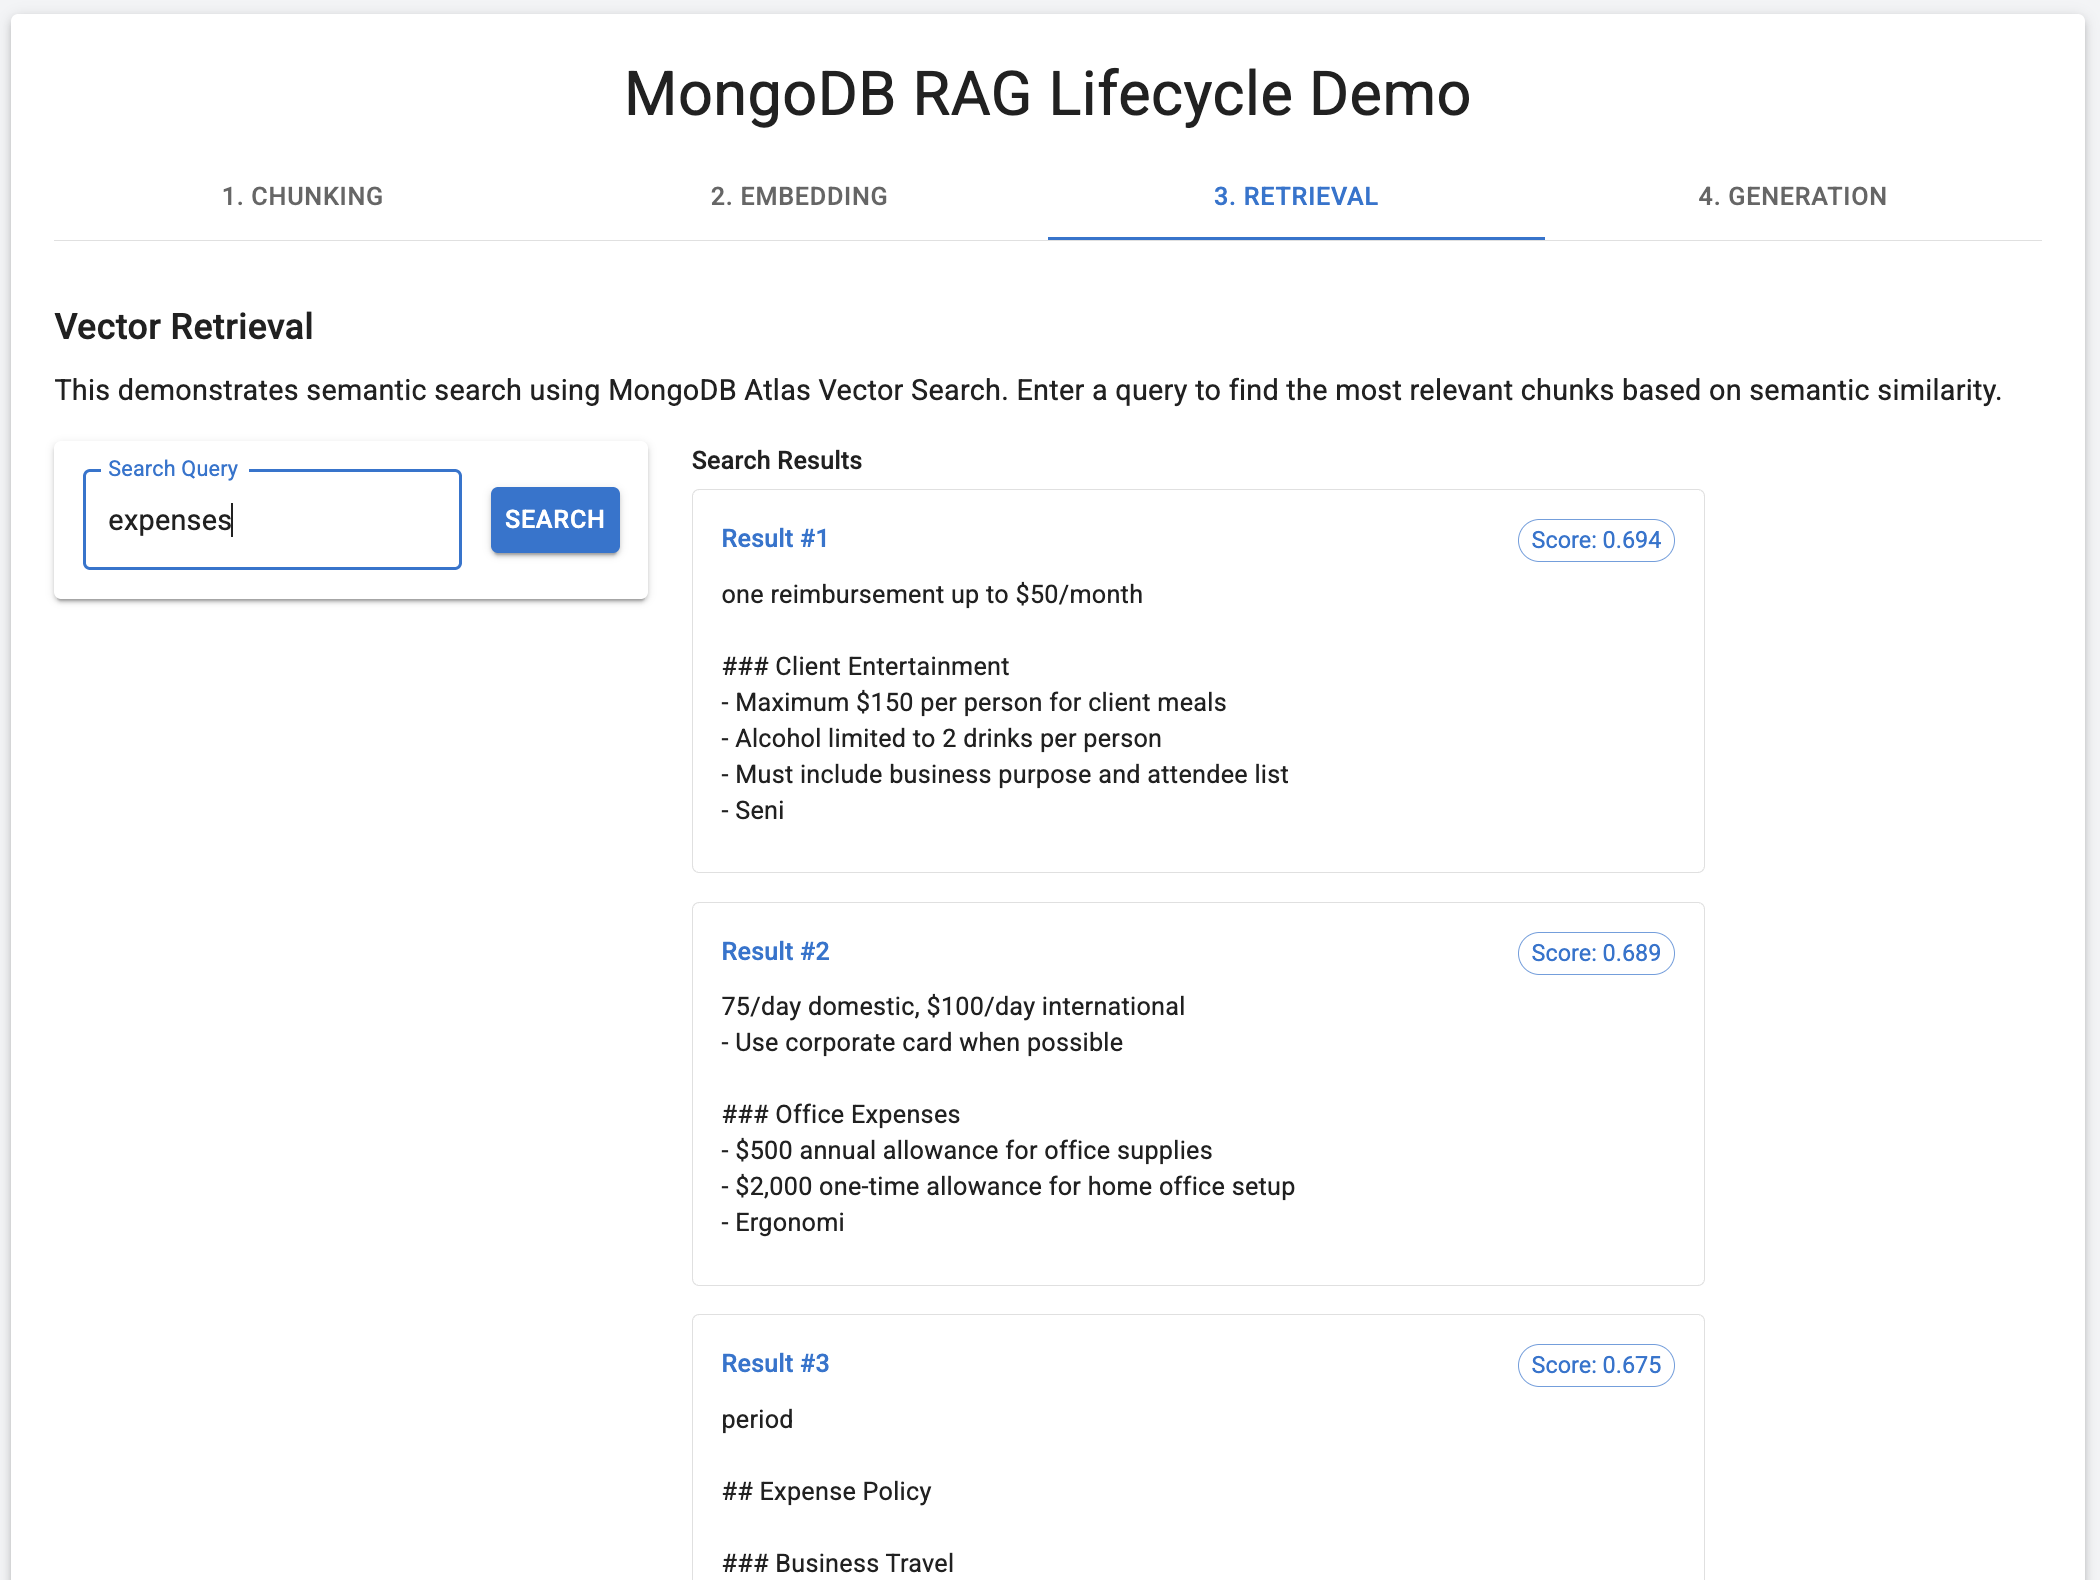 MongoDB RAG Lifecycle Demo
1. CHUNKING
2. EMBEDDING
3. RETRIEVAL
4. GENERATION
Vector Retrieval
This demonstrates semantic search using MongoDB Atlas Vector Search. Enter a query to find the most relevant chunks based on semantic similarity.
Search Query
expenses
SEARCH
Search Results
Result #1
Score: 0.694
one reimbursement up to $50/month
### Client Entertainment
- Maximum $150 per person for client meals
- Alcohol limited to 2 drinks per person
- Must include business purpose and attendee list
- Seni
Result #2
Score: 0.689
75/day domestic, $100/day international
- Use corporate card when possible
### Office Expenses
- $500 annual allowance for office supplies
- $2,000 one-time allowance for home office setup
- Ergonomi
Result #3
Score: 0.675
period
## Expense Policy
### Business Travel